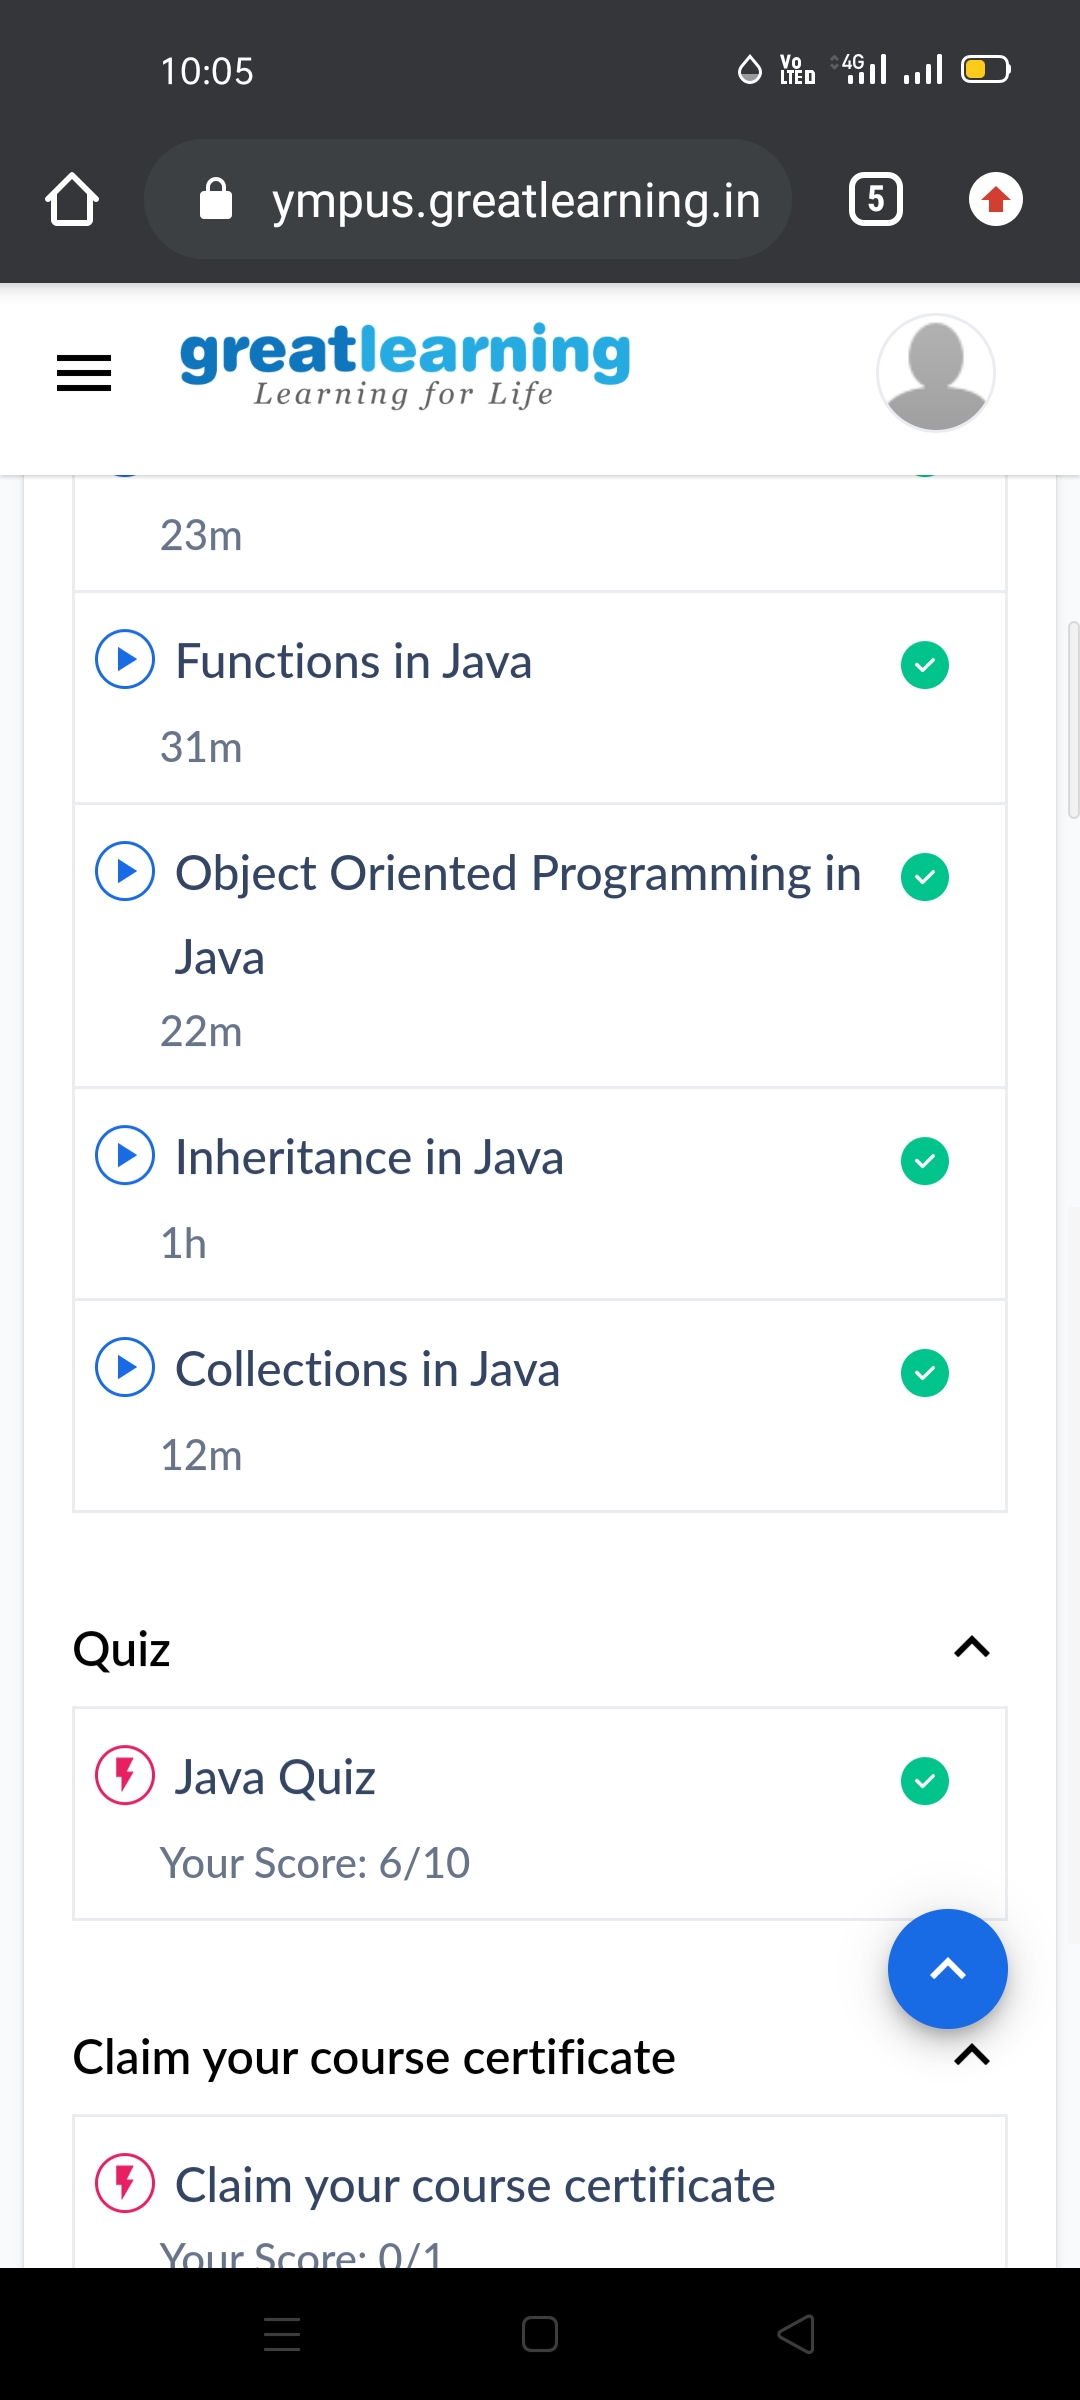 10:05
Vo LTE D 4G
ympus.greatlearning.in
5
greatlearning
Learning for Life
23m
Functions in Java
31m
Object Oriented Programming in
Java
22m
Inheritance in Java
1h
Collections in Java
12m
Quiz
Java Quiz
Your Score: 6/10
Claim your course certificate
Claim your course certificate
Your Score: 0/1